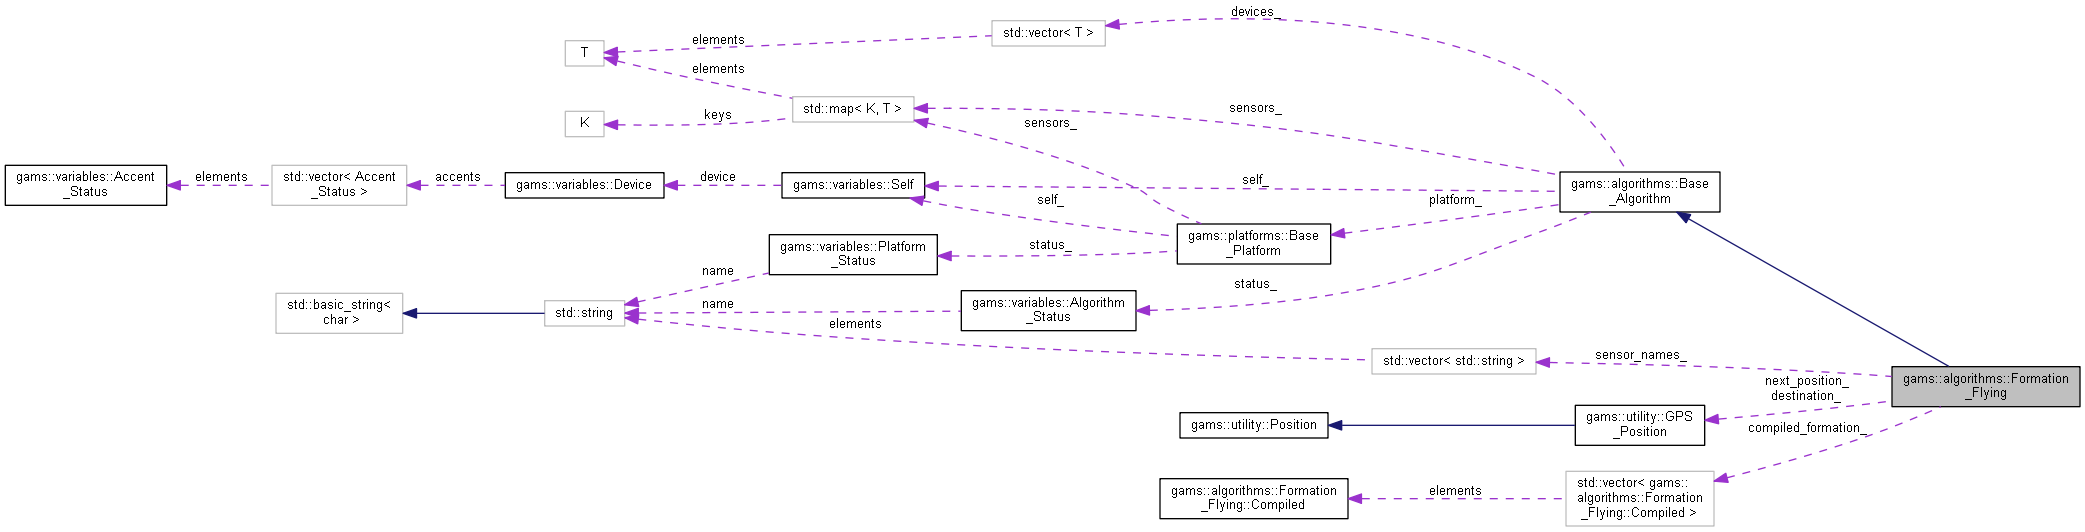 devices_
std::vector< T >
elements
T
elements
std::map< K, T >
sensors_
keys
K
sensors_
gams::variables::Accent
_Status
elements
std::vector< Accent
_Status >
accents
gams::variables::Device
device
gams::variables::Self
self_
gams::algorithms::Base
_Algorithm
self_
platform_
gams::platforms::Base
_Platform
gams::variables::Platform
_Status
status_
name
status_
std::basic_string<
char >
std::string
name
gams::variables::Algorithm
_Status
elements
std::vector< std::string >
sensor_names_
gams::algorithms::Formation
_Flying
next_position_
destination_
gams::utility::Position
gams::utility::GPS
_Position
compiled_formation_
gams::algorithms::Formation
_Flying::Compiled
elements
std::vector< gams::
algorithms::Formation
_Flying::Compiled >